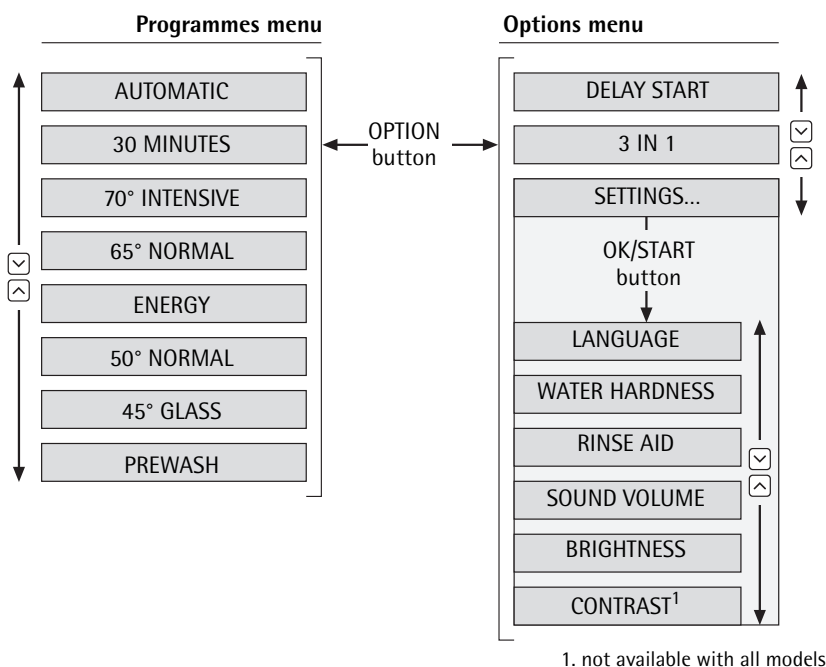 Programmes menu
AUTOMATIC
30 MINUTES
70° INTENSIVE
65° NORMAL
ENERGY
50° NORMAL
45° GLASS
PREWASH
OPTION
button
Options menu
DELAY START
3 IN 1
SETTINGS...
OK/START
button
LANGUAGE
WATER HARDNESS
RINSE AID
SOUND VOLUME
BRIGHTNESS
CONTRAST1
1. not available with all models